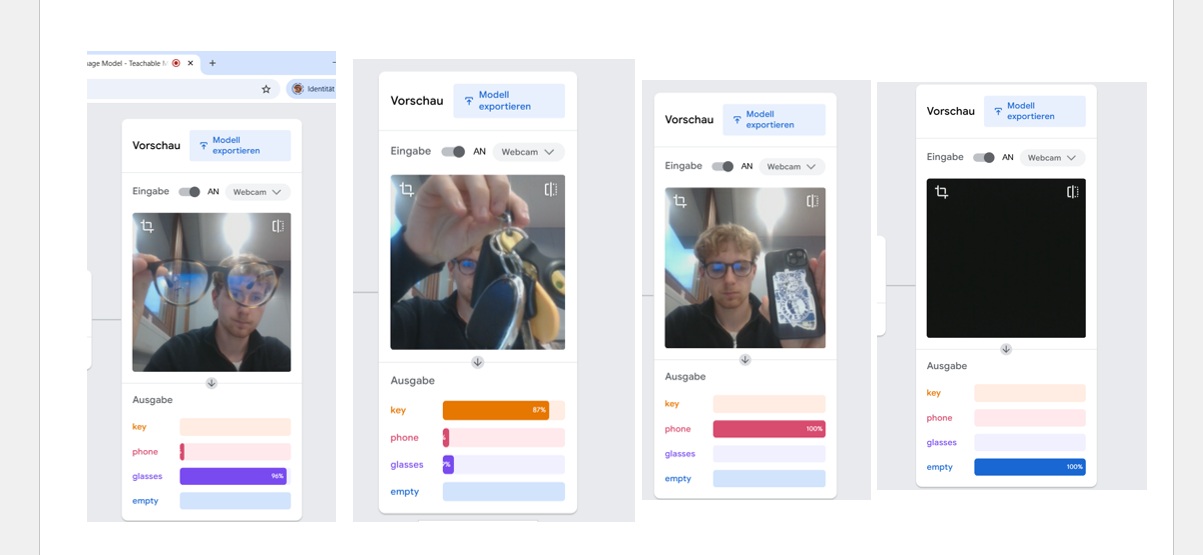 age Model - Teachable
Identität
Vorschau
Modell
exportieren
Eingabe
AN
Webcam
Ausgabe
key
phone
glasses
96%
empty
Vorschau
Modell
exportieren
Eingabe
AN
Webcam
Ausgabe
key
87%
phone
glasses
empty
Vorschau
Modell
exportieren
Eingabe
AN
Webcam
Ausgabe
key
phone
100%
glasses
empty
Vorschau
Modell
exportieren
Eingabe
AN
Webcam
Ausgabe
key
phone
glasses
empty
100%